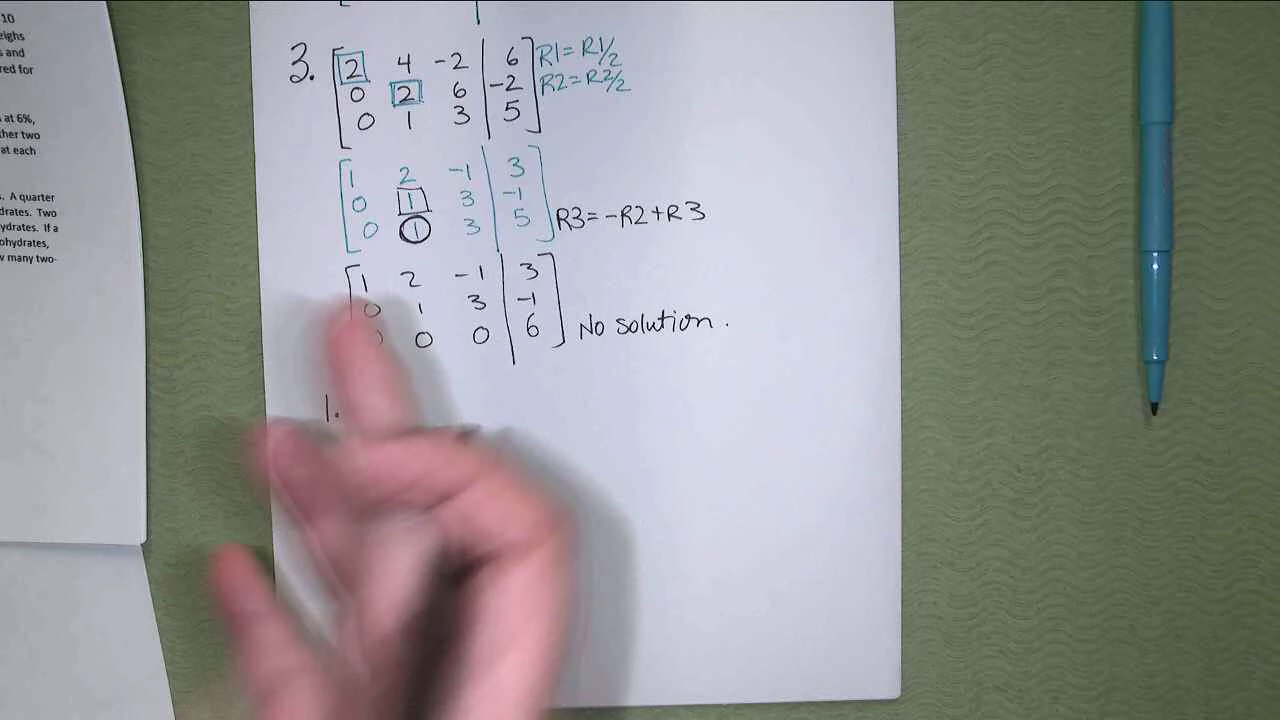 10
eighs
s and
red for
s at 6%,
ther two
at each
s. A quarter
drates. Two
ydrates. If a
ohydrates,
w many two-
3. 2 4 -2 | 6 R1=R1/2
0 2 6 | -2 R2=R2/2
0 1 3 | 5
1 2 -1 | 3
0 1 3 | -1
0 1 3 | 5 R3=-R2+R3
1 2 -1 | 3
0 1 3 | -1
0 0 | 6 No solution.
1.